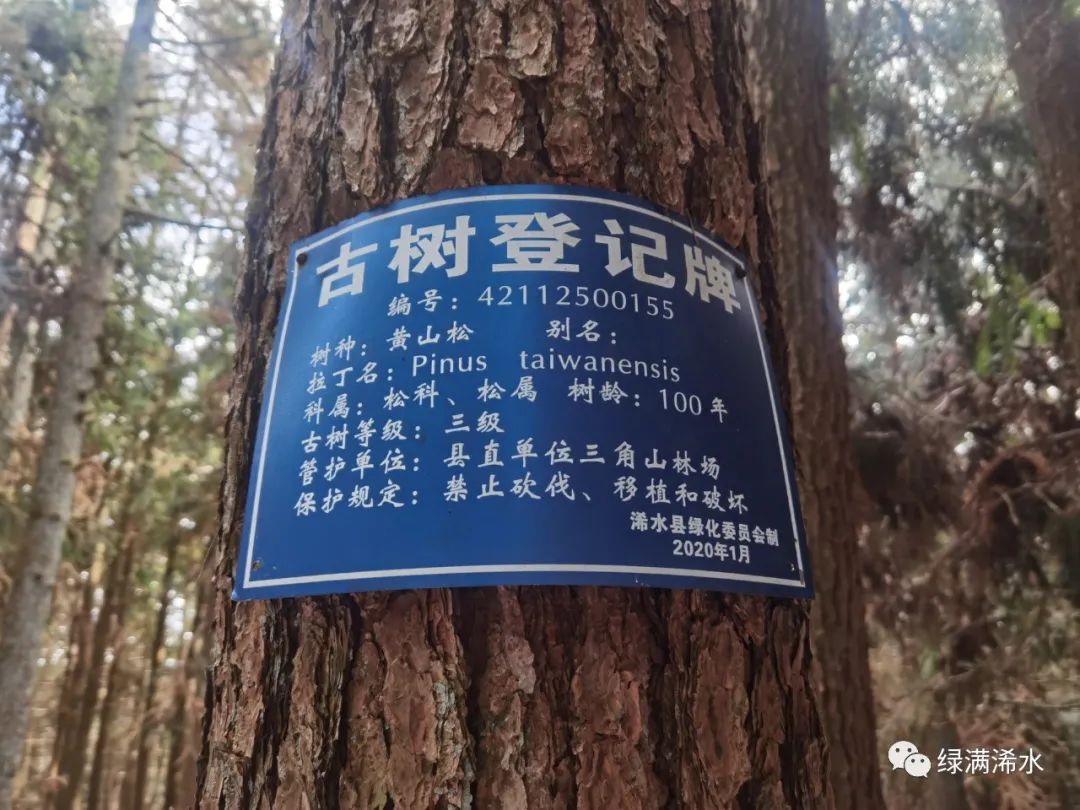 古树登记牌
编号：42112500155
树种：黄山松 别名：
拉丁名：Pinus taiwanensis
科属：松科、松属 树龄：100年
古树等级：三级
管护单位：县直单位三角山林场
保护规定：禁止砍伐、移植和破坏
浠水县绿化委员会制
2020年1月
绿满浠水